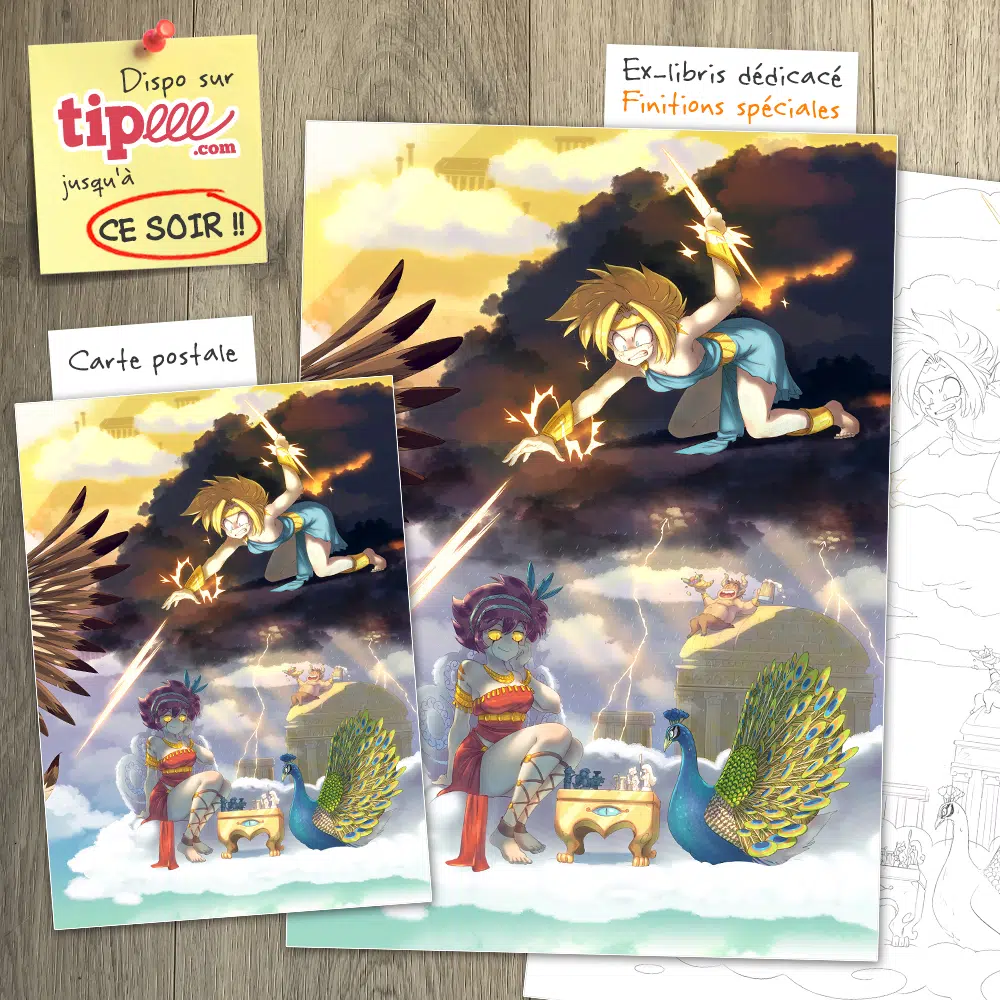 Dispo sur
tipeee
.com
jusqu'à
CE SOIR !!
Ex-libris dédicacé
Finitions spéciales
Carte postale